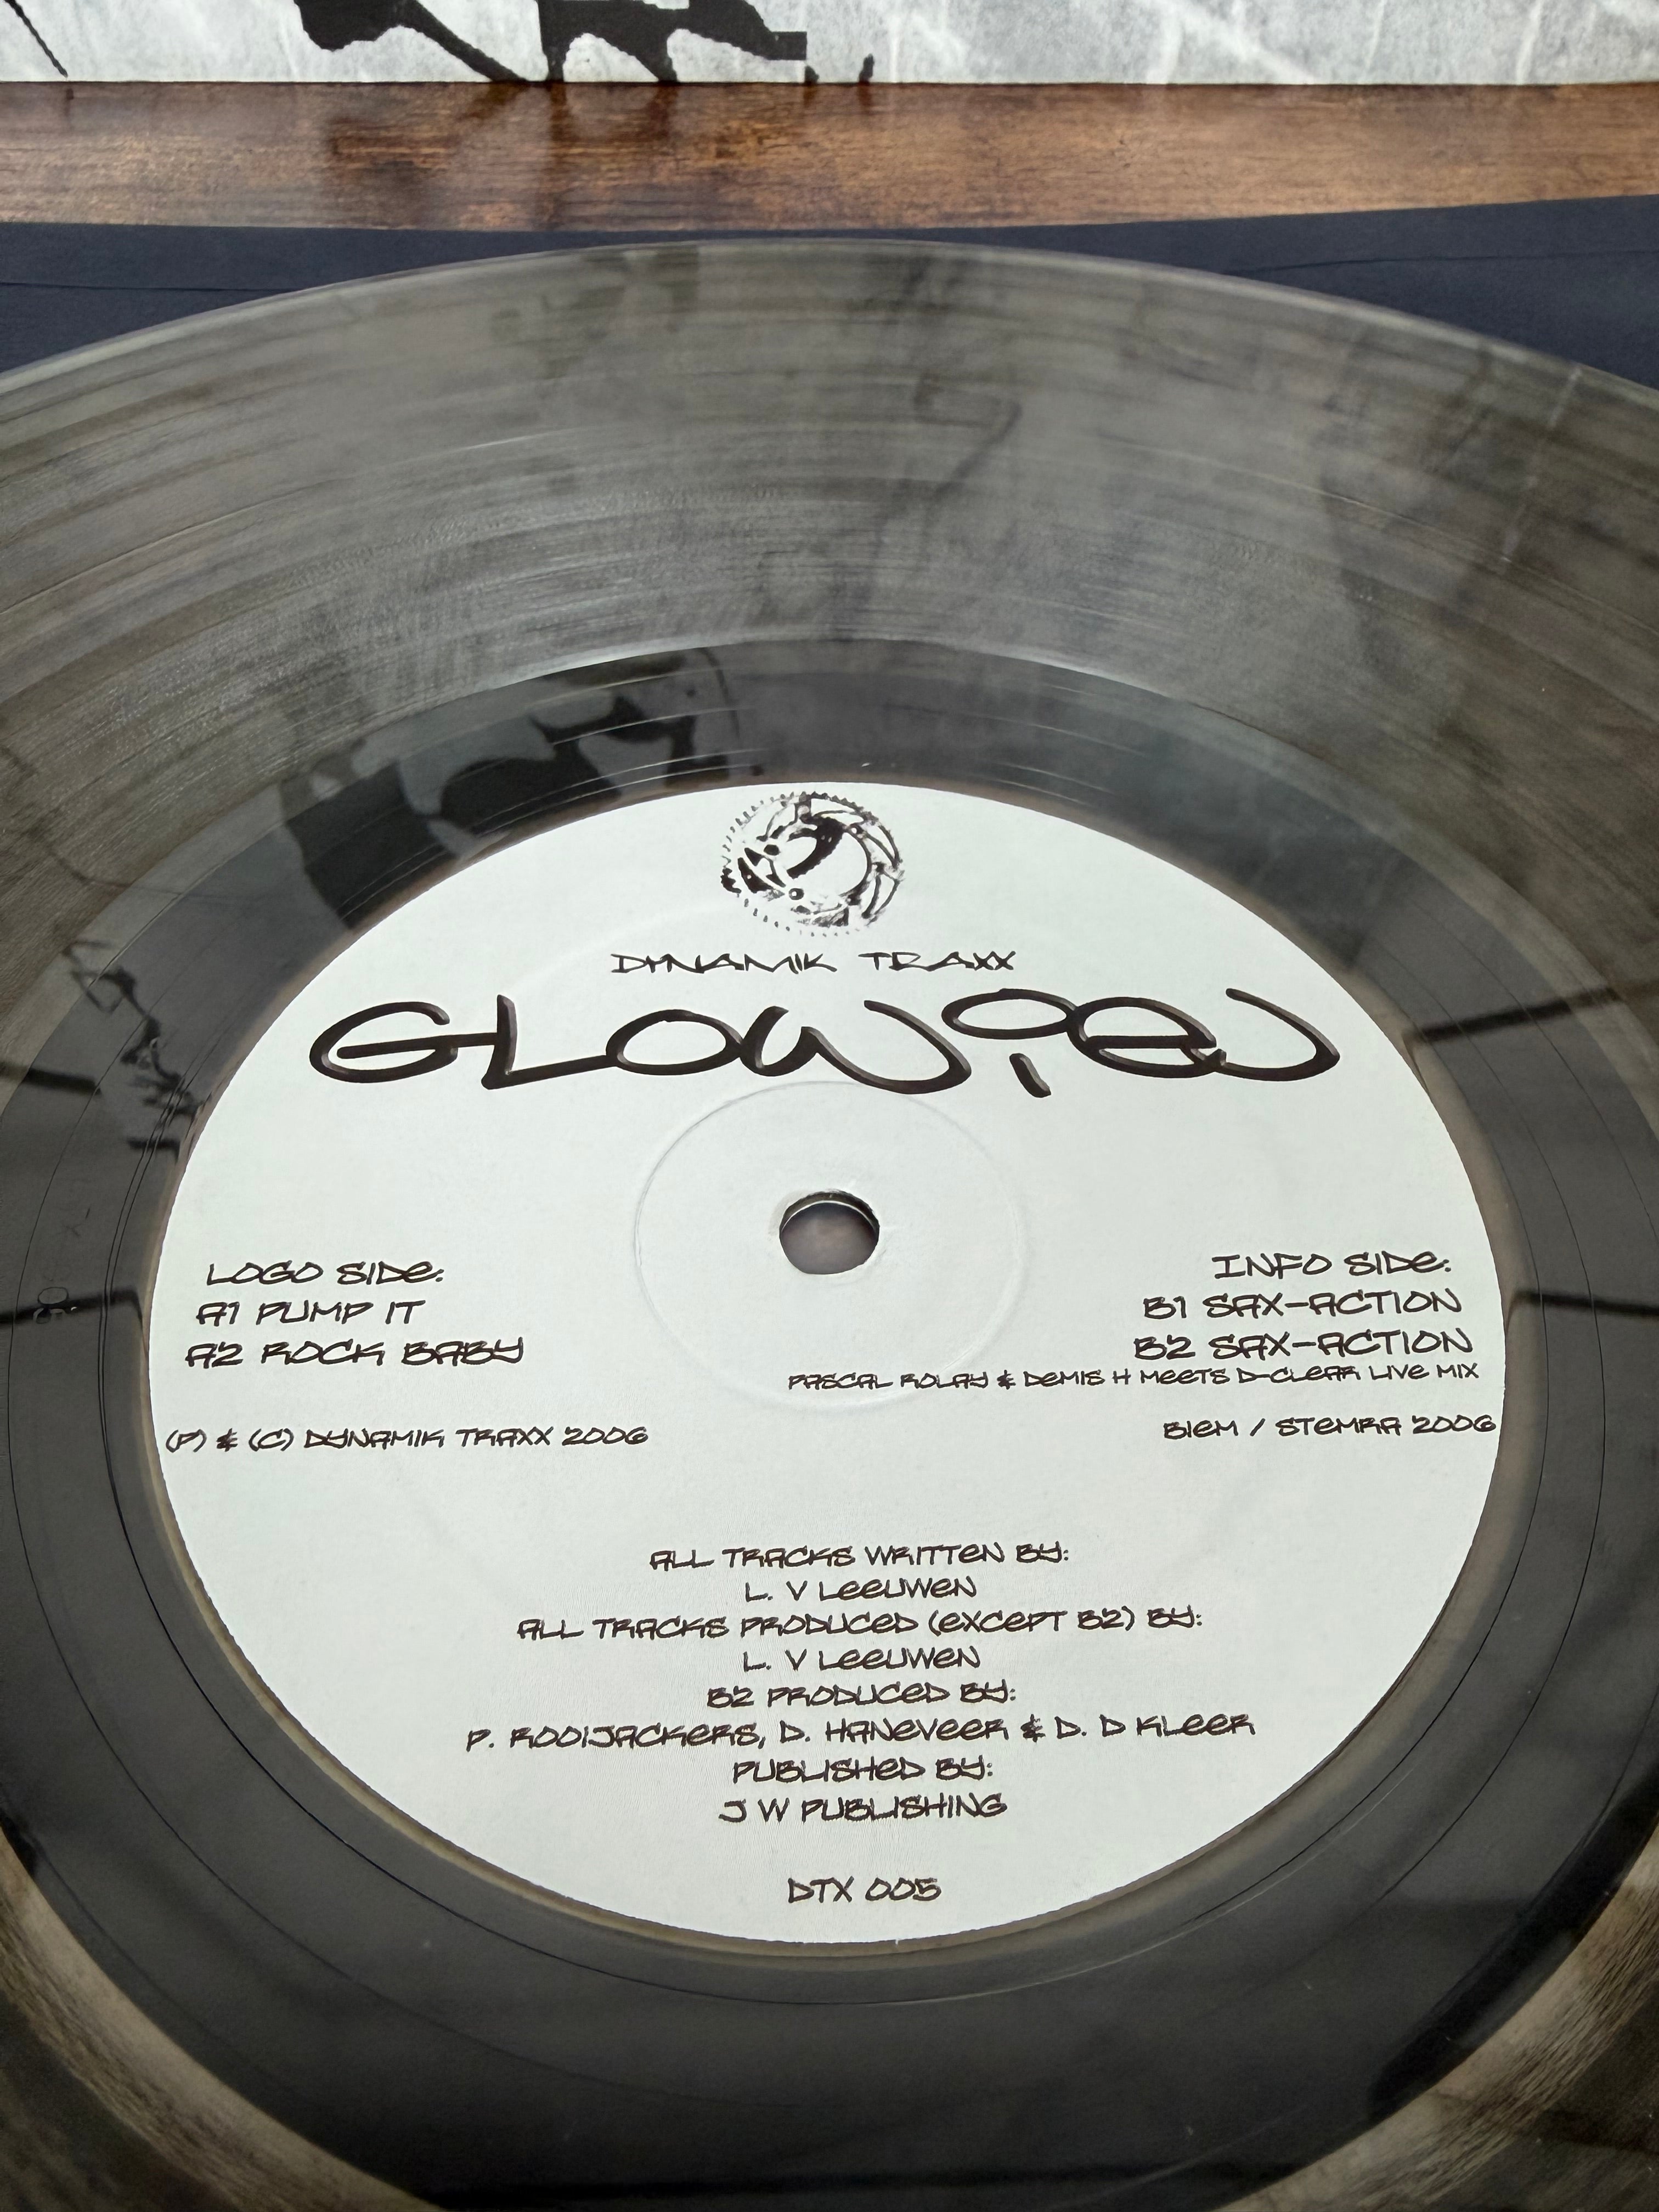 DYNAMIK TRAXX
GLOWIEJ
LOGO SIDE:
A1 PUMP IT
A2 ROCK BABY
INFO SIDE:
B1 SAX-ACTION
B2 SAX-ACTION
PASCAL ROLAY & DEMIS H MEETS D-CLEAR LIVE MIX
(P) & (C) DYNAMIK TRAXX 2006
BIEM / STEMRA 2006
ALL TRACKS WRITTEN BY:
L. V LEEUWEN
ALL TRACKS PRODUCED (EXCEPT B2) BY:
L. V LEEUWEN
B2 PRODUCED BY:
P. ROOIJACKERS, D. HANEVEER & D. D KLEER
PUBLISHED BY:
J W PUBLISHING
DTX 005